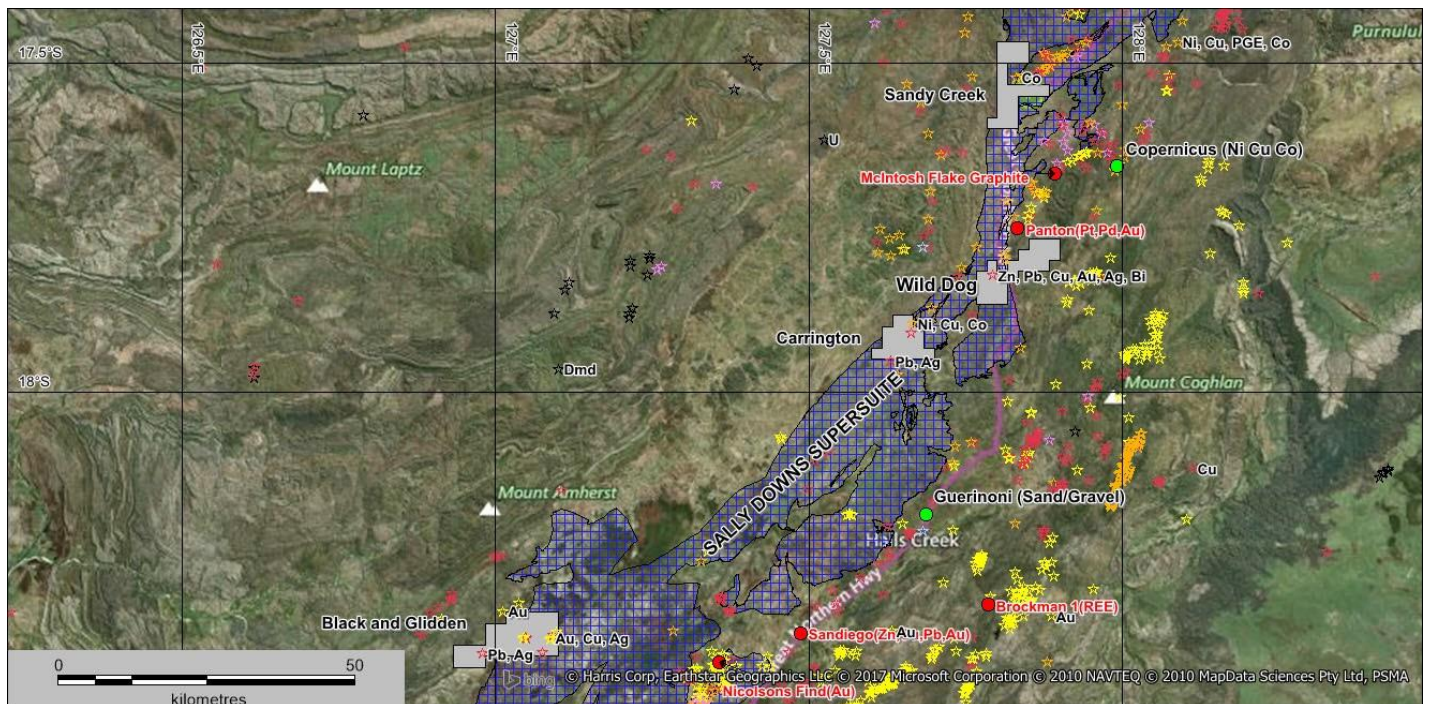 126.5°E
127°E
127.5°E
128°E
17.5°S
Ni, Cu, PGE, Co
Purnulul
Co
Sandy Creek
U
Copernicus (Ni Cu Co)
Mount Laptz
McIntosh Flake Graphite
Panton(Pt,Pd,Au)
Wild Dog
Zn, Pb, Cu, Au, Ag, Bi
Ni, Cu, Co
Carrington
Pb, Ag
Dmd
18°S
Mount Coghlan
SALLY DOWNS SUPERSUITE
Cu
Mount Amherst
Guerinoni (Sand/Gravel)
Halls Creek
Northern Hwy
Brockman 1(REE)
Au
Au
Black and Glidden
Au, Cu, Ag
Sandiego(Zn, ,Pb,Au)
Au
Pb, Ag
0
50
kilometres
bing
© Harris Corp, Earthstar Geographics LLC © 2017 Microsoft Corporation © 2010 NAVTEQ © 2010 MapData Sciences Pty Ltd, PSMA
Nicolsons Find(Au)